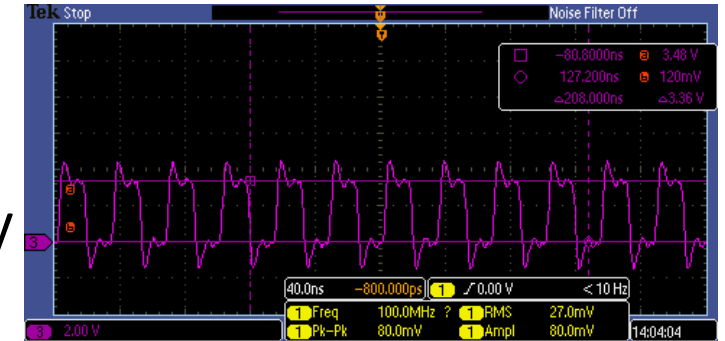 Tek Stop
Noise Filter Off
U
T
□ -80.8000ns a 3.48 V
○ 127.200ns b 120mV
△208.000ns △3.36 V
a
b
V
3
40.0ns -800.000ps 1 0.00 V < 10 Hz
1 Freq 100.0MHz ? 1 RMS 27.0mV
1 Pk-Pk 80.0mV 1 Ampl 80.0mV
3 2.00 V
14:04:04